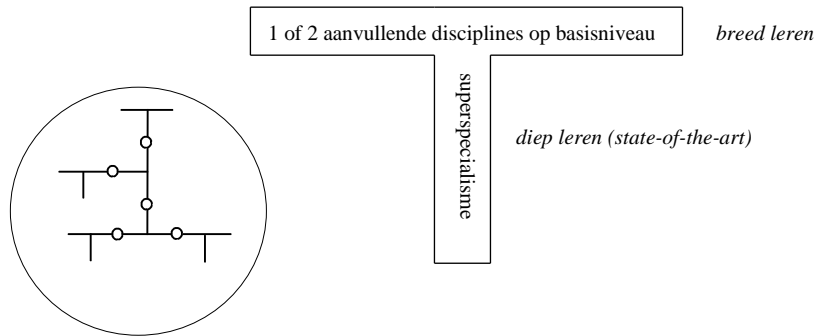 1 of 2 aanvullende disciplines op basisniveau
breed leren
superspecialisme
diep leren (state-of-the-art)